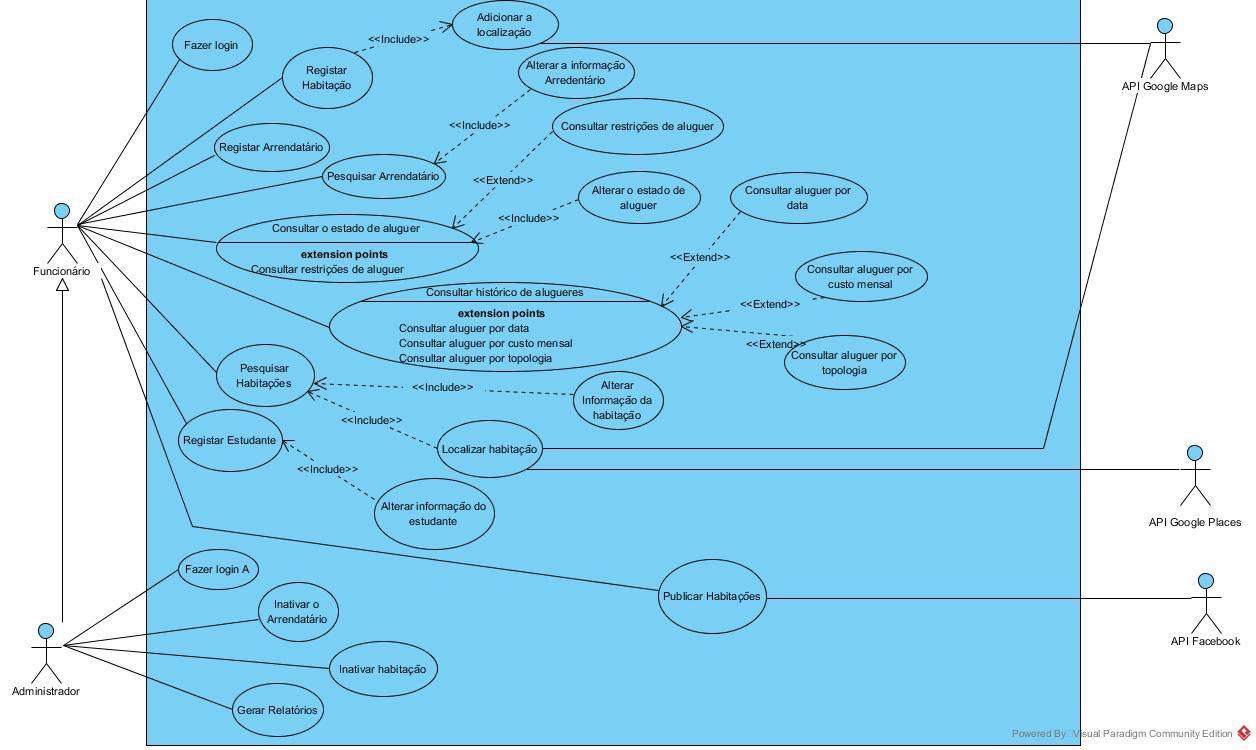 Adicionar a
localização
Fazer login
<<Include>>
Registar
Habitação
Alterar a informação
Arredentário
API Google Maps
<<Include>>
Consultar restrições de aluguer
Registar Arrendatário
Pesquisar Arrendatário
<<Extend>>
Alterar o estado de
aluguer
Consultar aluguer por
data
<<Include>>
Consultar o estado de aluguer
extension points
Consultar restrições de aluguer
Funcionário
<<Extend>>
Consultar aluguer por
custo mensal
Consultar histórico de alugueres
extension points
Consultar aluguer por data
Consultar aluguer por custo mensal
Consultar aluguer por topologia
<<Extend>>
<<Extend>>
Consultar aluguer por
topologia
Pesquisar
Habitações
<<Include>>
Alterar
Informação da
habitação
<<Include>>
Registar Estudante
Localizar habitação
<<Include>>
Alterar informação do
estudante
API Google Places
Fazer login A
Publicar Habitações
Inativar o
Arrendatário
API Facebook
Inativar habitação
Administrador
Gerar Relatórios
Powered By Visual Paradigm Community Edition